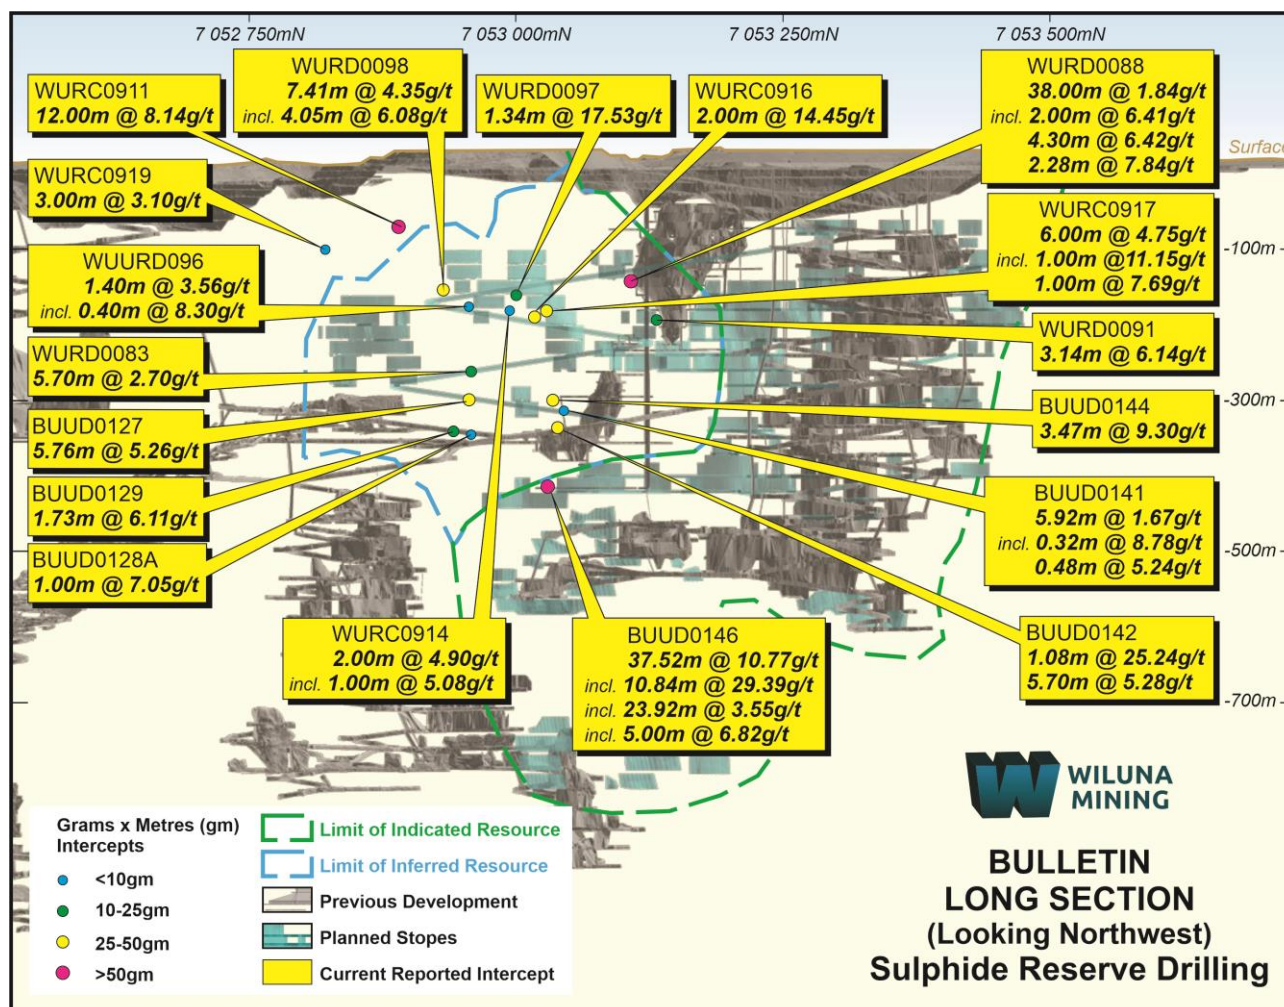 7 052 750mN
7 053 000mN
7 053 250mN
7 053 500mN
WURC0911
12.00m @ 8.14g/t
WURD0098
7.41m @ 4.35g/t
incl. 4.05m @ 6.08g/t
WURD0097
1.34m @ 17.53g/t
WURC0916
2.00m @ 14.45g/t
WURD0088
38.00m @ 1.84g/t
incl. 2.00m @ 6.41g/t
4.30m @ 6.42g/t
2.28m @ 7.84g/t
Surface
WURC0919
3.00m @ 3.10g/t
WURC0917
6.00m @ 4.75g/t
incl. 1.00m @11.15g/t
1.00m @ 7.69g/t
-100m
WUURD096
1.40m @ 3.56g/t
incl. 0.40m @ 8.30g/t
WURD0091
3.14m @ 6.14g/t
WURD0083
5.70m @ 2.70g/t
-300m
BUUD0144
3.47m @ 9.30g/t
BUUD0127
5.76m @ 5.26g/t
BUUD0129
1.73m @ 6.11g/t
BUUD0141
5.92m @ 1.67g/t
incl. 0.32m @ 8.78g/t
0.48m @ 5.24g/t
-500m
BUUD0128A
1.00m @ 7.05g/t
WURC0914
2.00m @ 4.90g/t
incl. 1.00m @ 5.08g/t
BUUD0146
37.52m @ 10.77g/t
incl. 10.84m @ 29.39g/t
incl. 23.92m @ 3.55g/t
incl. 5.00m @ 6.82g/t
BUUD0142
1.08m @ 25.24g/t
5.70m @ 5.28g/t
-700m
WILUNA
MINING
Grams x Metres (gm)
Intercepts
<10gm
10-25gm
25-50gm
>50gm
Limit of Indicated Resource
Limit of Inferred Resource
Previous Development
Planned Stopes
Current Reported Intercept
BULLETIN
LONG SECTION
(Looking Northwest)
Sulphide Reserve Drilling